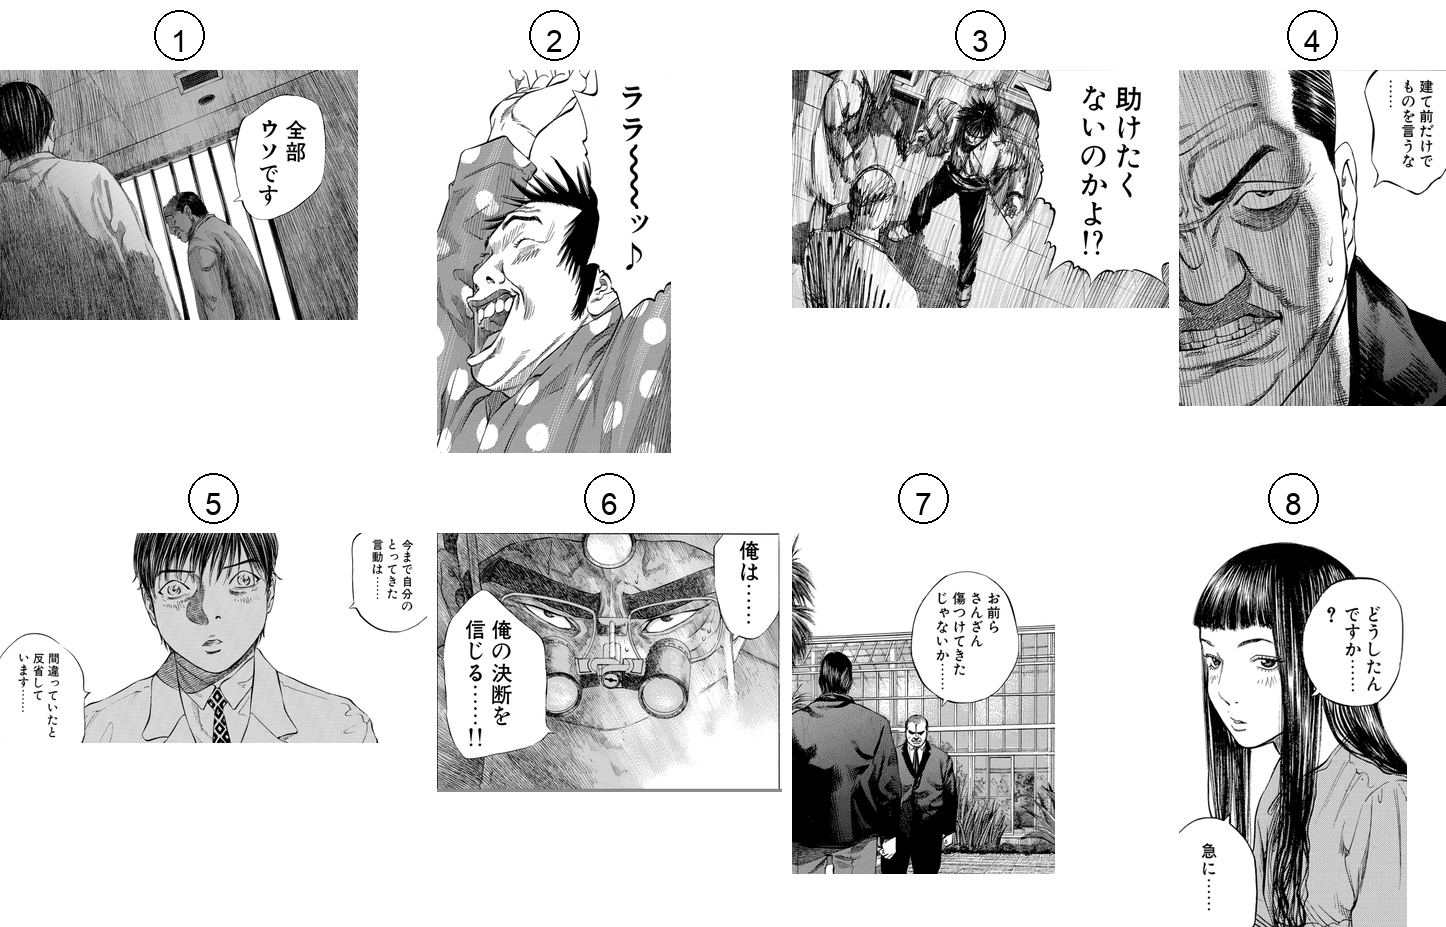 1
全部
ウソです
2
ララ〜〜〜ッ♪
3
助けたく
ないのかよ!?
4
建て前だけで
ものを言うな
……
5
今まで自分の
とってきた
言動は……
間違っていたと
反省して
います……
6
俺は……
俺の決断を
信じる……!!
7
お前ら
さんざん
傷つけてきた
じゃないか……
8
どうしたん
ですか……
?
急に……